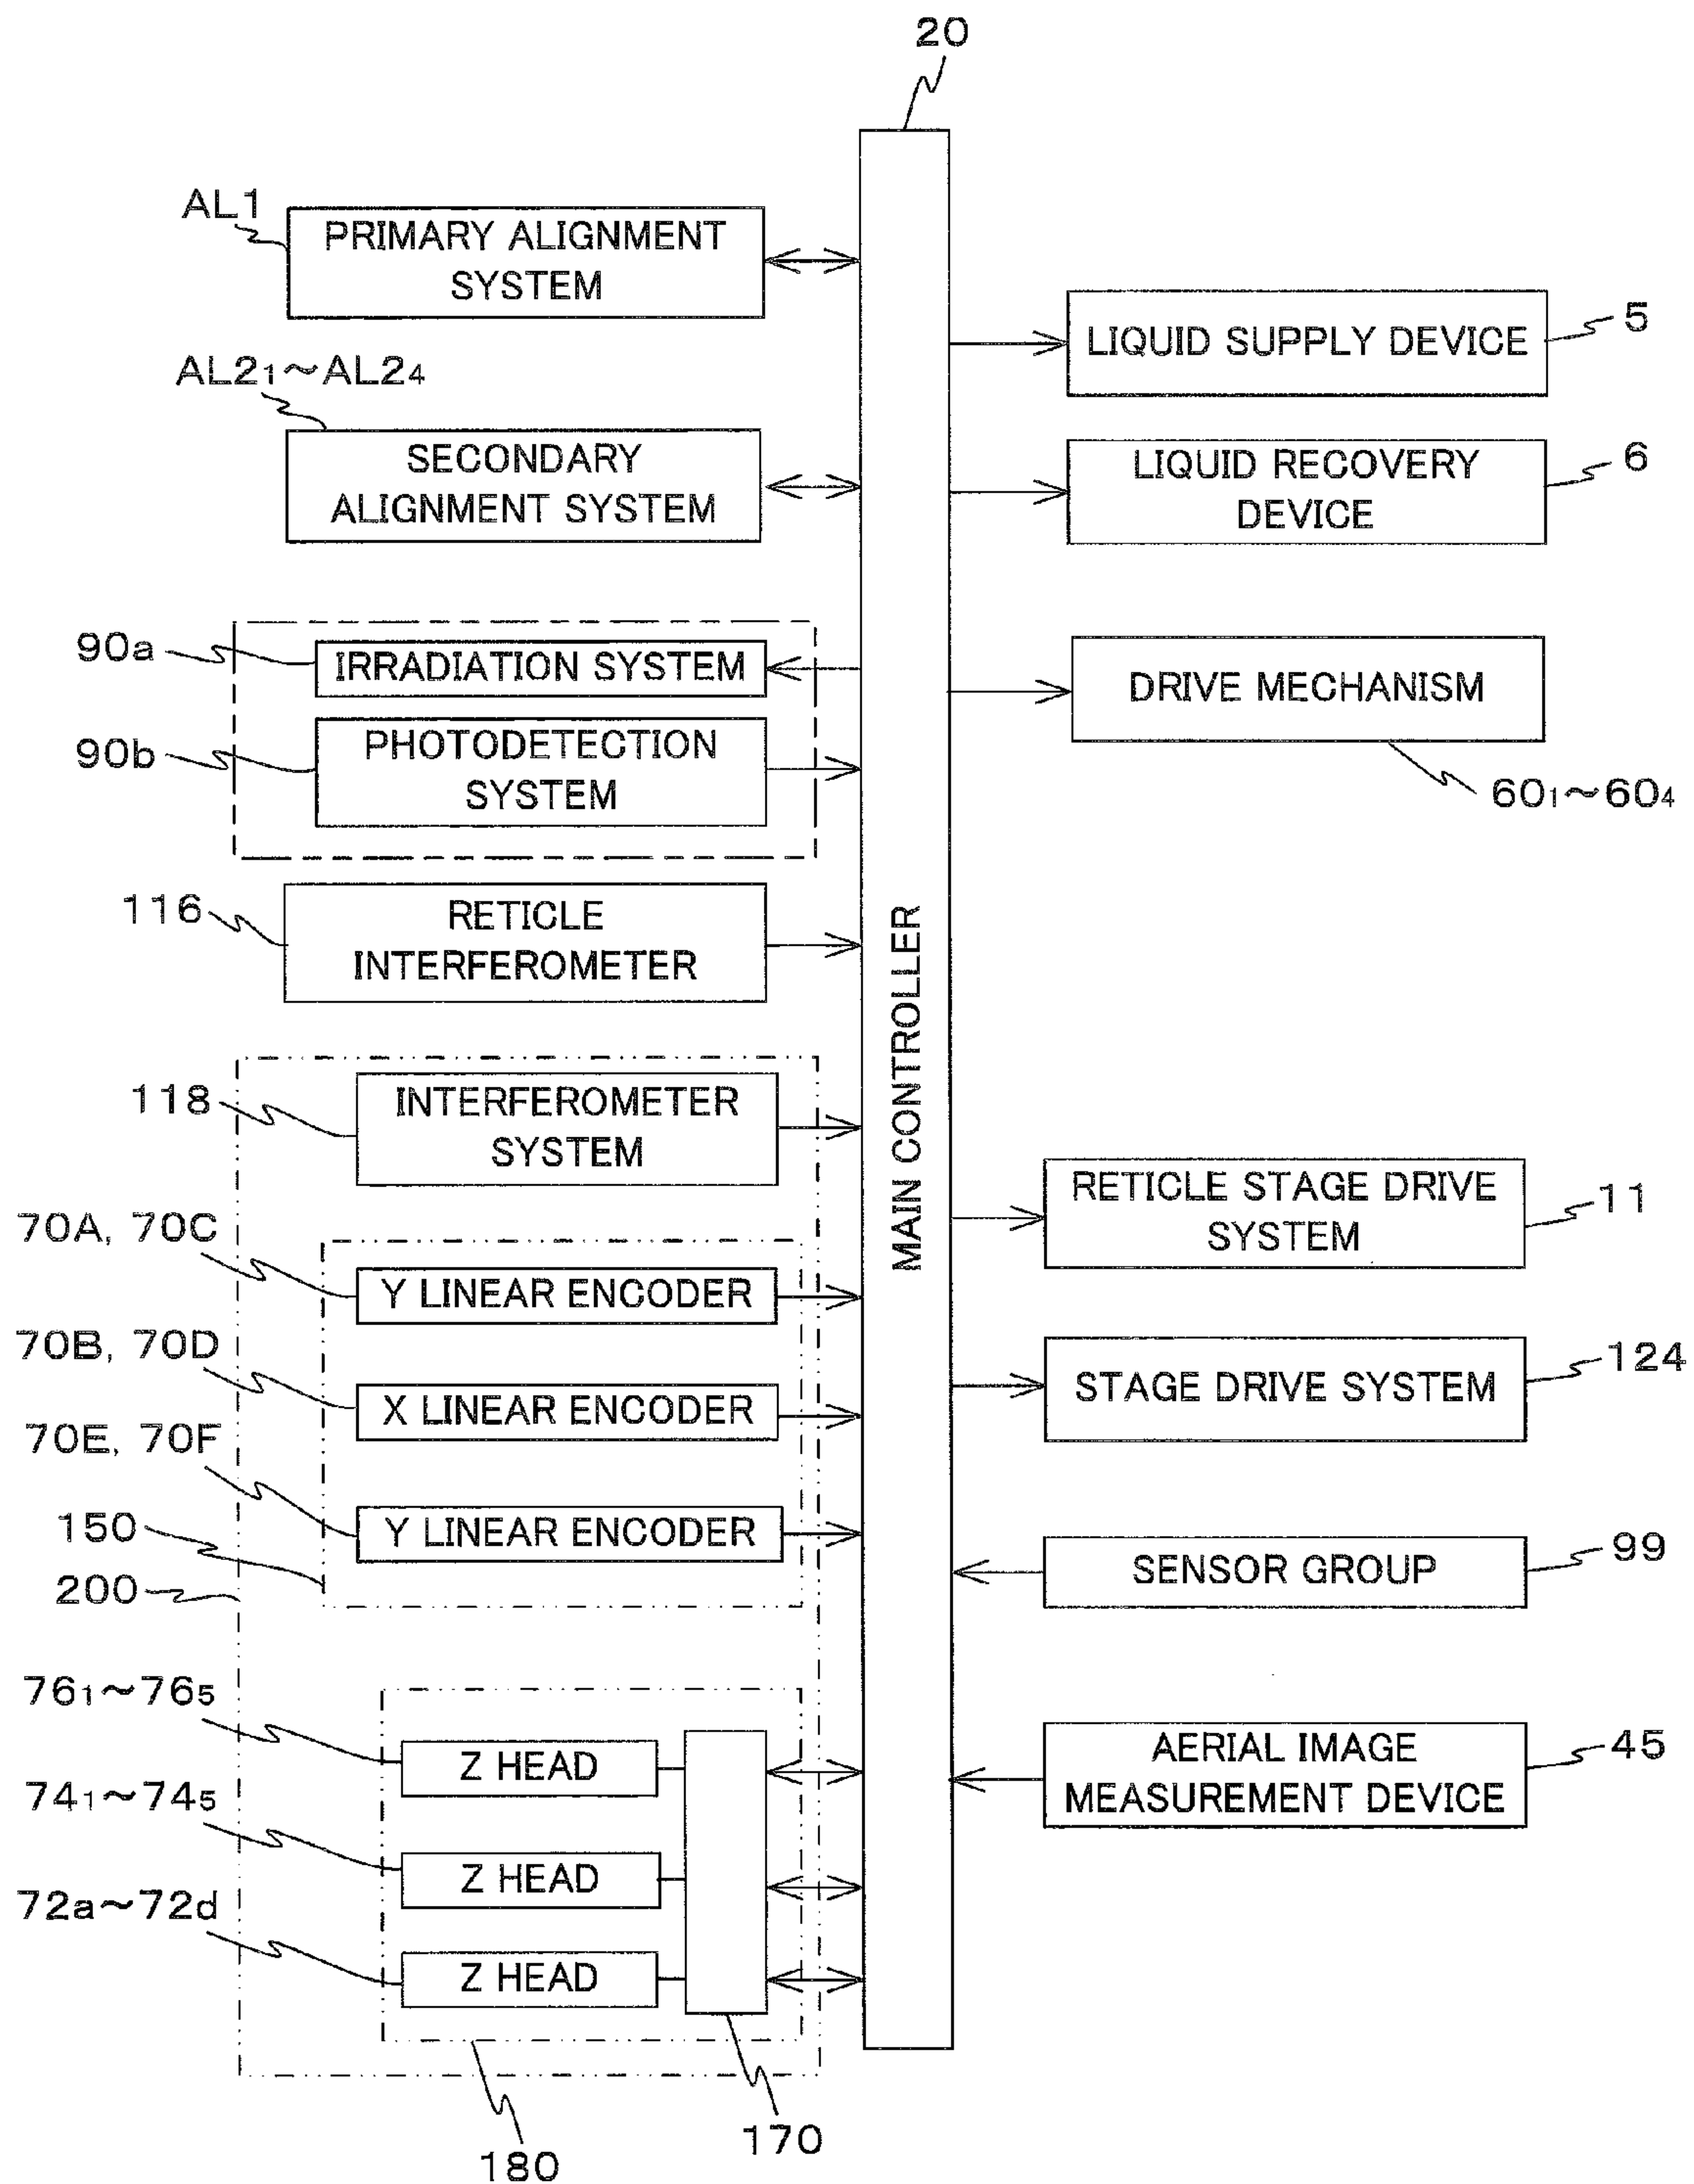 20
AL1
PRIMARY ALIGNMENT
SYSTEM
AL2₁~AL2₄
SECONDARY
ALIGNMENT SYSTEM
90a
IRRADIATION SYSTEM
90b
PHOTODETECTION
SYSTEM
116
RETICLE
INTERFEROMETER
118
INTERFEROMETER
SYSTEM
70A, 70C
Y LINEAR ENCODER
70B, 70D
X LINEAR ENCODER
70E, 70F
Y LINEAR ENCODER
150
200
76₁~76₅
Z HEAD
74₁~74₅
Z HEAD
72a~72d
Z HEAD
180
170
MAIN CONTROLLER
LIQUID SUPPLY DEVICE
5
LIQUID RECOVERY
DEVICE
6
DRIVE MECHANISM
60₁~60₄
RETICLE STAGE DRIVE
SYSTEM
11
STAGE DRIVE SYSTEM
124
SENSOR GROUP
99
AERIAL IMAGE
MEASUREMENT DEVICE
45